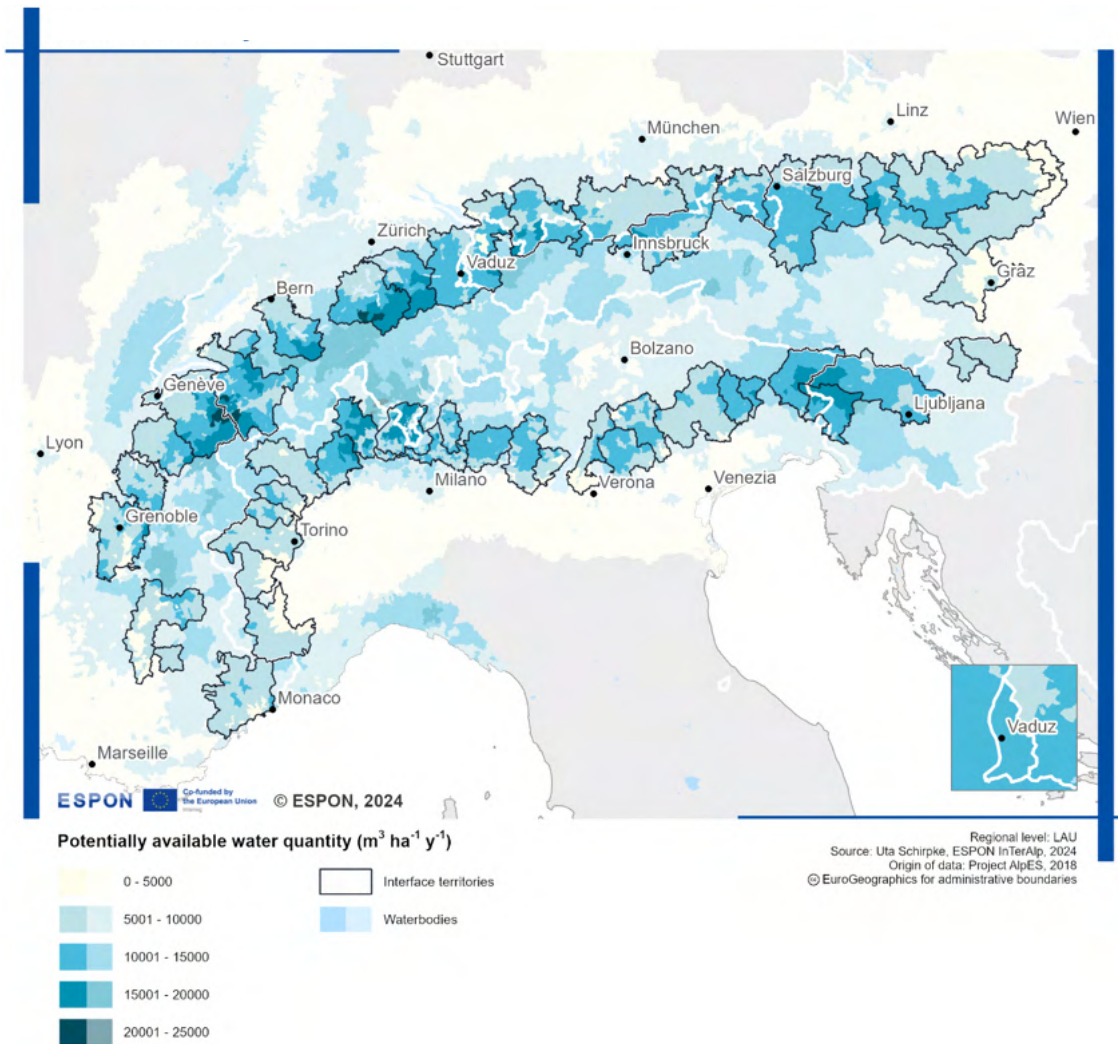 Stuttgart
Linz
Wien
München
Salzburg
Zürich
Innsbruck
Vaduz
Gräz
Bern
Bolzano
Genève
Ljubljana
Lyon
Milano
Verona
Venezia
Grenoble
Torino
Monaco
Vaduz
Marseille
ESPON
Co-funded by
the European Union
Interreg
© ESPON, 2024
Potentially available water quantity (m³ ha⁻¹ y⁻¹)
0 - 5000
5001 - 10000
10001 - 15000
15001 - 20000
20001 - 25000
Interface territories
Waterbodies
Regional level: LAU
Source: Uta Schirpke, ESPON InTerAlp, 2024
Origin of data: Project AlpES, 2018
cc EuroGeographics for administrative boundaries